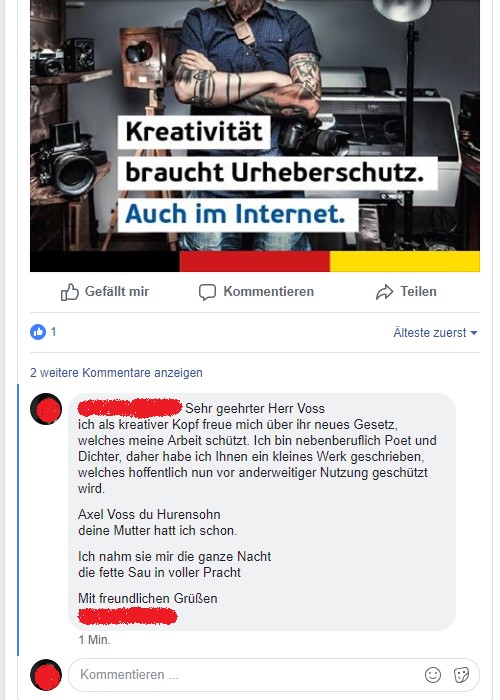 Kreativität
braucht Urheberschutz.
Auch im Internet.
Gefällt mir Kommentieren Teilen
1 Älteste zuerst
2 weitere Kommentare anzeigen
Sehr geehrter Herr Voss
ich als kreativer Kopf freue mich über ihr neues Gesetz,
welches meine Arbeit schützt. Ich bin nebenberuflich Poet und
Dichter, daher habe ich Ihnen ein kleines Werk geschrieben,
welches hoffentlich nun vor anderweitiger Nutzung geschützt
wird.
Axel Voss du Hurensohn
deine Mutter hatt ich schon.
Ich nahm sie mir die ganze Nacht
die fette Sau in voller Pracht
Mit freundlichen Grüßen
1 Min.
Kommentieren ...